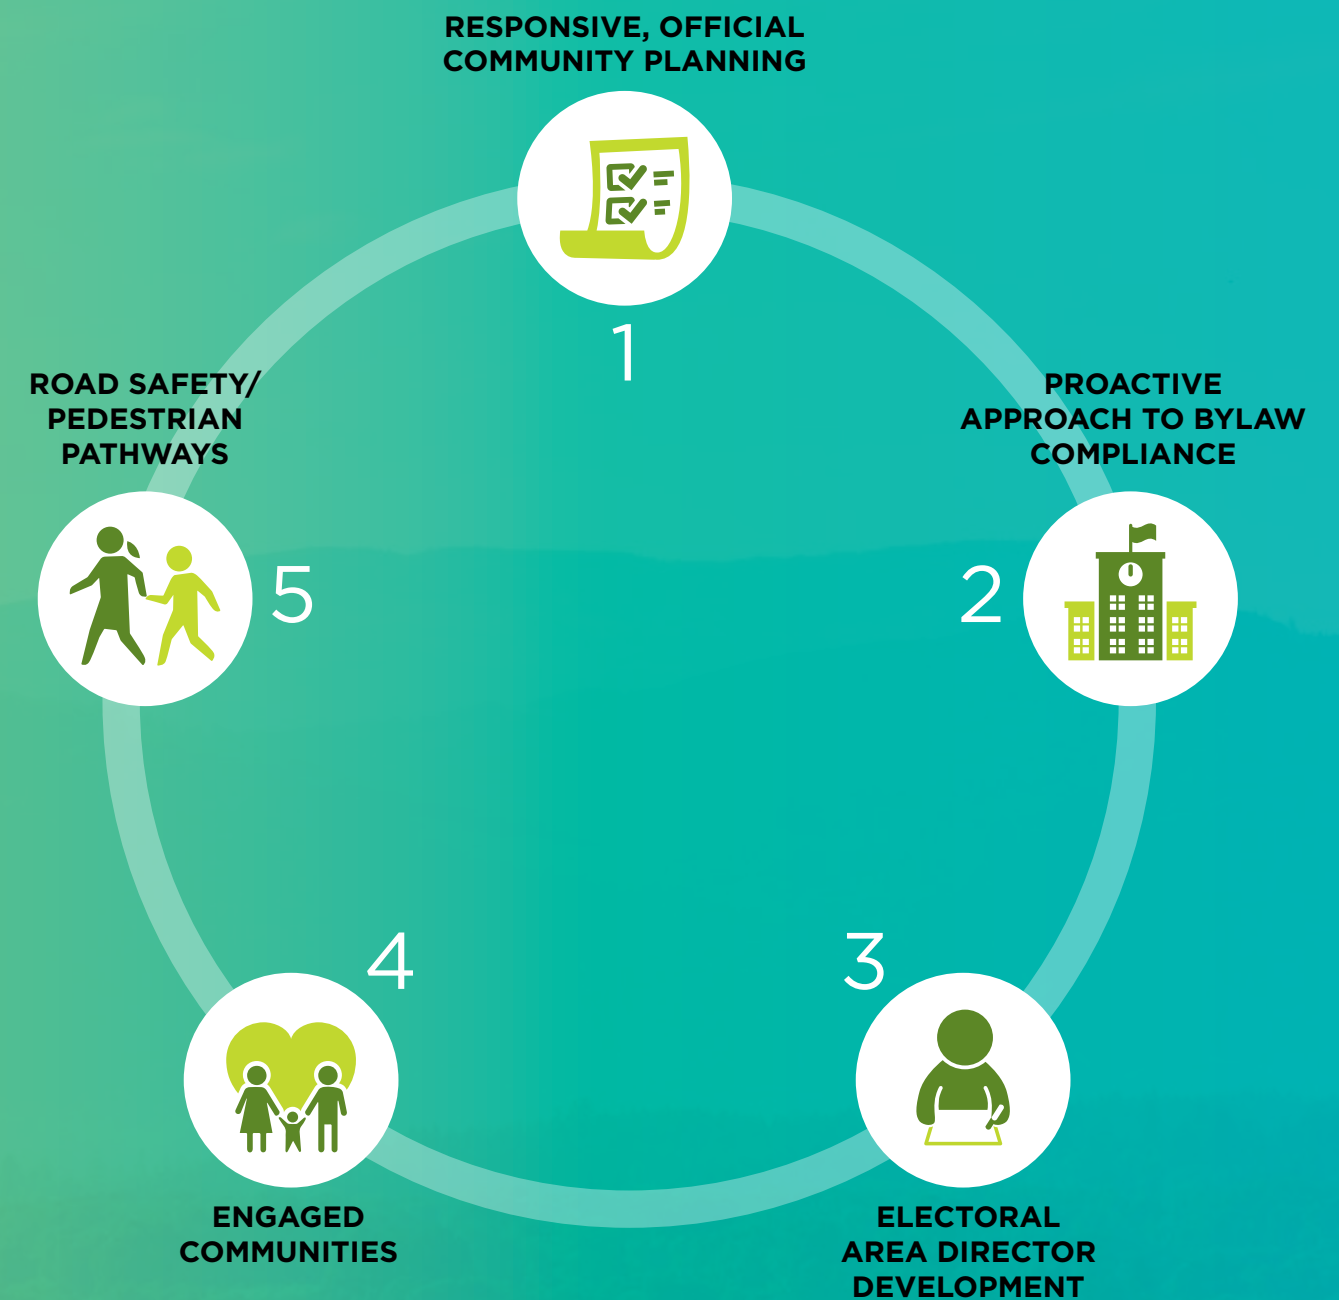 RESPONSIVE, OFFICIAL
COMMUNITY PLANNING
1
PROACTIVE
APPROACH TO BYLAW
COMPLIANCE
2
3
ELECTORAL
AREA DIRECTOR
DEVELOPMENT
4
ENGAGED
COMMUNITIES
ROAD SAFETY/
PEDESTRIAN
PATHWAYS
5